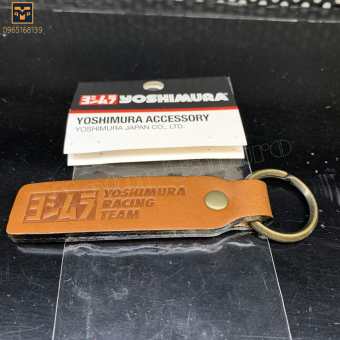 0965168139
ヨシムラ YOSHIMURA
YOSHIMURA ACCESSORY
YOSHIMURA JAPAN CO., LTD.
ヨシムラ YOSHIMURA
RACING
TEAM